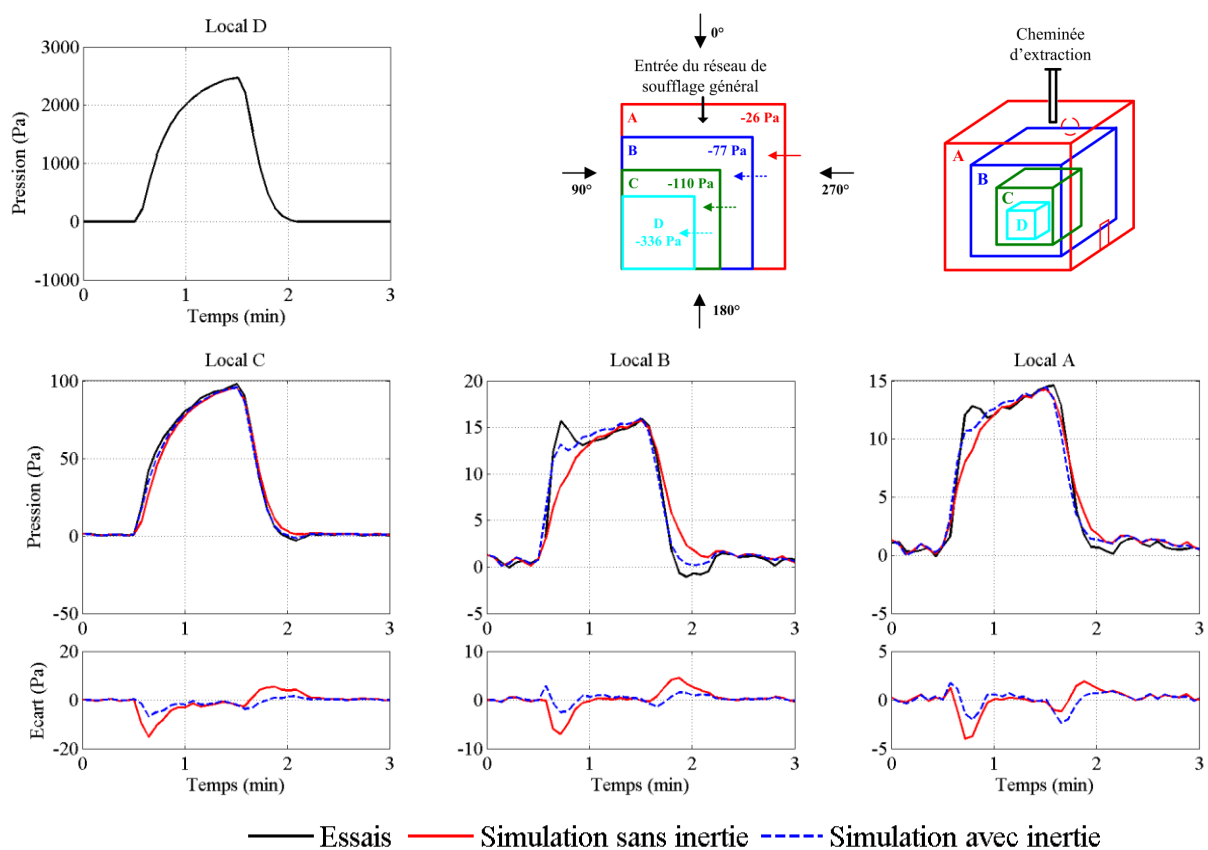 Local D
Pression (Pa)
3000
2000
1000
0
-1000
0 1 2 3
Temps (min)
0°
Entrée du réseau de
soufflage général
A -26 Pa
B -77 Pa
C -110 Pa
D
-336 Pa
90°
270°
180°
Cheminée
d'extraction
A
B
C
D
Local C
Pression (Pa)
100
50
0
-50
0 1 2 3
Local B
20
15
10
5
0
-5
0 1 2 3
Local A
15
10
5
0
-5
0 1 2 3
Ecart (Pa)
20
0
-20
0 1 2 3
Temps (min)
10
0
-10
0 1 2 3
Temps (min)
5
0
-5
0 1 2 3
Temps (min)
Essais Simulation sans inertie Simulation avec inertie